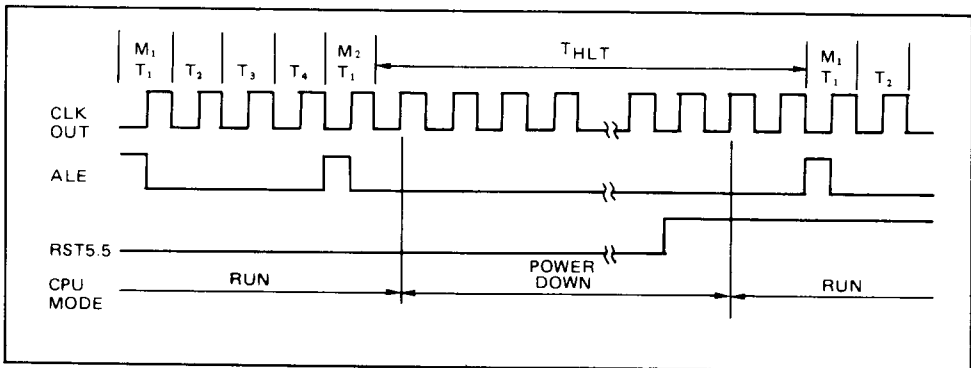 M₁ M₂ T_HLT M₁
T₁ T₂ T₃ T₄ T₁ T₁ T₂
CLK
OUT
ALE
RST5.5
CPU
MODE
RUN
POWER
DOWN
RUN